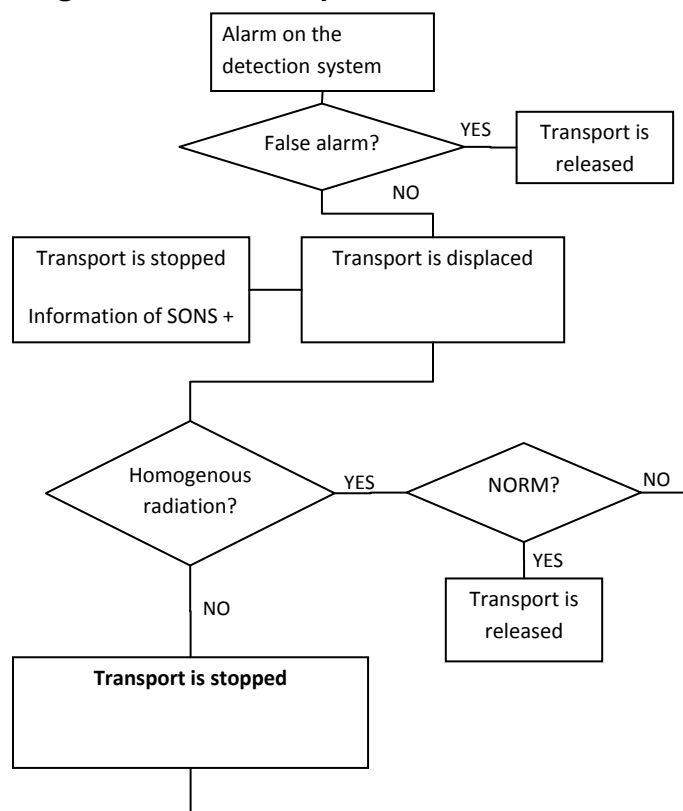 Alarm on the
detection system
False alarm?
YES
Transport is
released
NO
Transport is stopped
Information of SONS +
Transport is displaced
Homogenous
radiation?
YES
NORM?
NO
YES
Transport is
released
NO
Transport is stopped